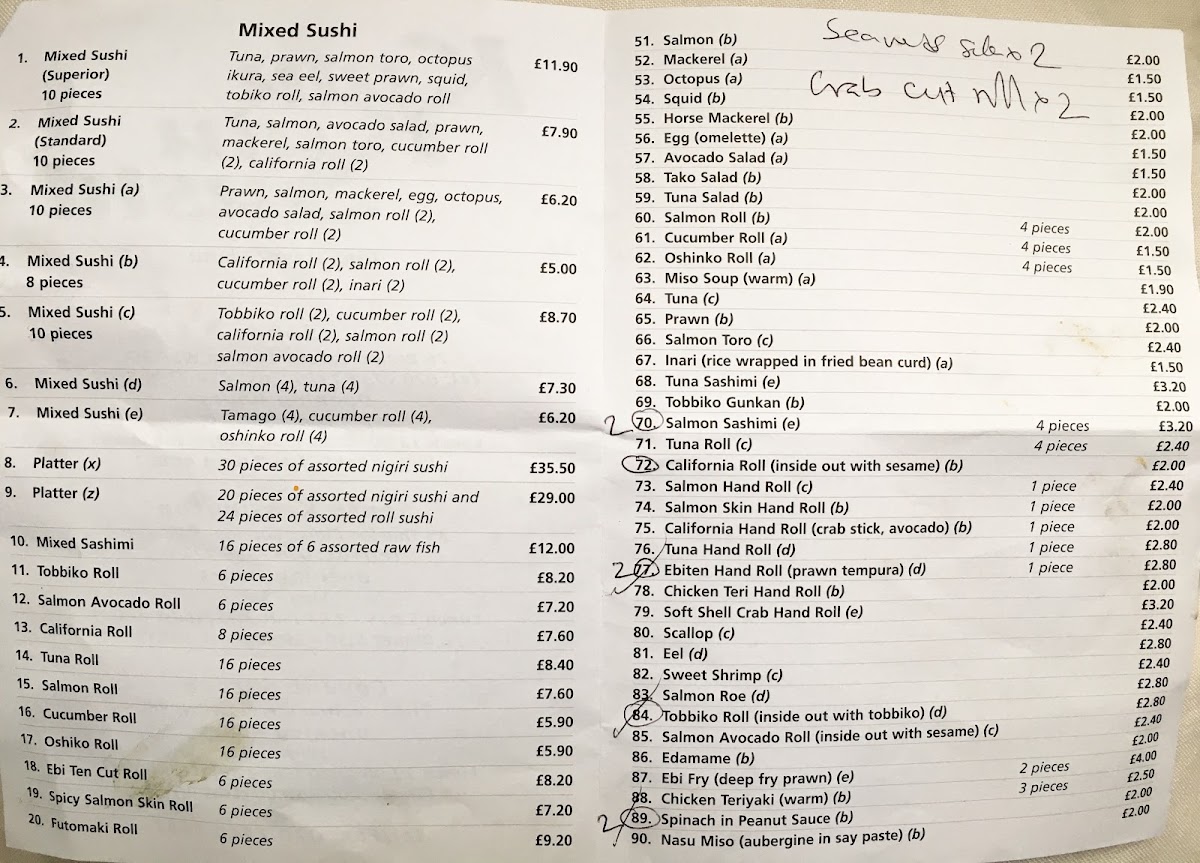 Mixed Sushi
1. Mixed Sushi Tuna, prawn, salmon toro, octopus £11.90
(Superior) ikura, sea eel, sweet prawn, squid,
10 pieces tobiko roll, salmon avocado roll
2. Mixed Sushi Tuna, salmon, avocado salad, prawn, £7.90
(Standard) mackerel, salmon toro, cucumber roll
10 pieces (2), california roll (2)
3. Mixed Sushi (a) Prawn, salmon, mackerel, egg, octopus, £6.20
10 pieces avocado salad, salmon roll (2),
cucumber roll (2)
4. Mixed Sushi (b) California roll (2), salmon roll (2), £5.00
8 pieces cucumber roll (2), inari (2)
5. Mixed Sushi (c) Tobbiko roll (2), cucumber roll (2), £8.70
10 pieces california roll (2), salmon roll (2)
salmon avocado roll (2)
6. Mixed Sushi (d) Salmon (4), tuna (4) £7.30
7. Mixed Sushi (e) Tamago (4), cucumber roll (4), £6.20
oshinko roll (4)
8. Platter (x) 30 pieces of assorted nigiri sushi £35.50
9. Platter (z) 20 pieces of assorted nigiri sushi and £29.00
24 pieces of assorted roll sushi
10. Mixed Sashimi 16 pieces of 6 assorted raw fish £12.00
11. Tobbiko Roll 6 pieces £8.20
12. Salmon Avocado Roll 6 pieces £7.20
13. California Roll 8 pieces £7.60
14. Tuna Roll 16 pieces £8.40
15. Salmon Roll 16 pieces £7.60
16. Cucumber Roll 16 pieces £5.90
17. Oshiko Roll 16 pieces £5.90
18. Ebi Ten Cut Roll 6 pieces £8.20
19. Spicy Salmon Skin Roll 6 pieces £7.20
20. Futomaki Roll 6 pieces £9.20
Seaweed side x 2
Crab cut roll x 2
51. Salmon (b) £2.00
52. Mackerel (a) £1.50
53. Octopus (a) £1.50
54. Squid (b) £2.00
55. Horse Mackerel (b) £2.00
56. Egg (omelette) (a) £1.50
57. Avocado Salad (a) £1.50
58. Tako Salad (b) £2.00
59. Tuna Salad (b) £2.00
60. Salmon Roll (b) 4 pieces £2.00
61. Cucumber Roll (a) 4 pieces £1.50
62. Oshinko Roll (a) 4 pieces £1.50
63. Miso Soup (warm) (a) £1.90
64. Tuna (c) £2.40
65. Prawn (b) £2.00
66. Salmon Toro (c) £2.40
67. Inari (rice wrapped in fried bean curd) (a) £1.50
68. Tuna Sashimi (e) £3.20
69. Tobbiko Gunkan (b) £2.00
2 70. Salmon Sashimi (e) 4 pieces £3.20
71. Tuna Roll (c) 4 pieces £2.40
72. California Roll (inside out with sesame) (b) £2.00
73. Salmon Hand Roll (c) 1 piece £2.40
74. Salmon Skin Hand Roll (b) 1 piece £2.00
75. California Hand Roll (crab stick, avocado) (b) 1 piece £2.00
76. Tuna Hand Roll (d) 1 piece £2.80
2 77. Ebiten Hand Roll (prawn tempura) (d) 1 piece £2.80
78. Chicken Teri Hand Roll (b) £2.00
79. Soft Shell Crab Hand Roll (e) £3.20
80. Scallop (c) £2.40
81. Eel (d) £2.80
82. Sweet Shrimp (c) £2.40
83. Salmon Roe (d) £2.80
84. Tobbiko Roll (inside out with tobbiko) (d) £2.80
85. Salmon Avocado Roll (inside out with sesame) (c) £2.40
86. Edamame (b) £2.00
87. Ebi Fry (deep fry prawn) (e) 2 pieces £4.00
88. Chicken Teriyaki (warm) (b) 3 pieces £2.50
2 89. Spinach in Peanut Sauce (b) £2.00
90. Nasu Miso (aubergine in say paste) (b) £2.00